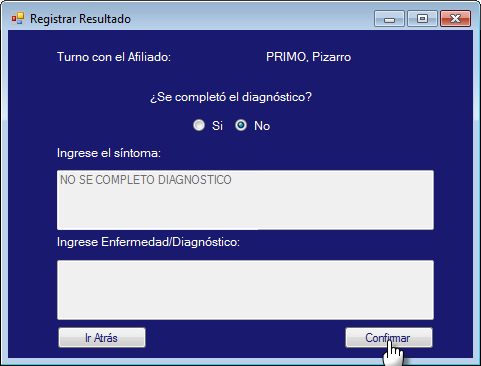 Registrar Resultado
Turno con el Afiliado: PRIMO, Pizarro
¿Se completó el diagnóstico?
Si No
Ingrese el síntoma:
NO SE COMPLETO DIAGNOSTICO
Ingrese Enfermedad/Diagnóstico:
Ir Atrás Confirmar